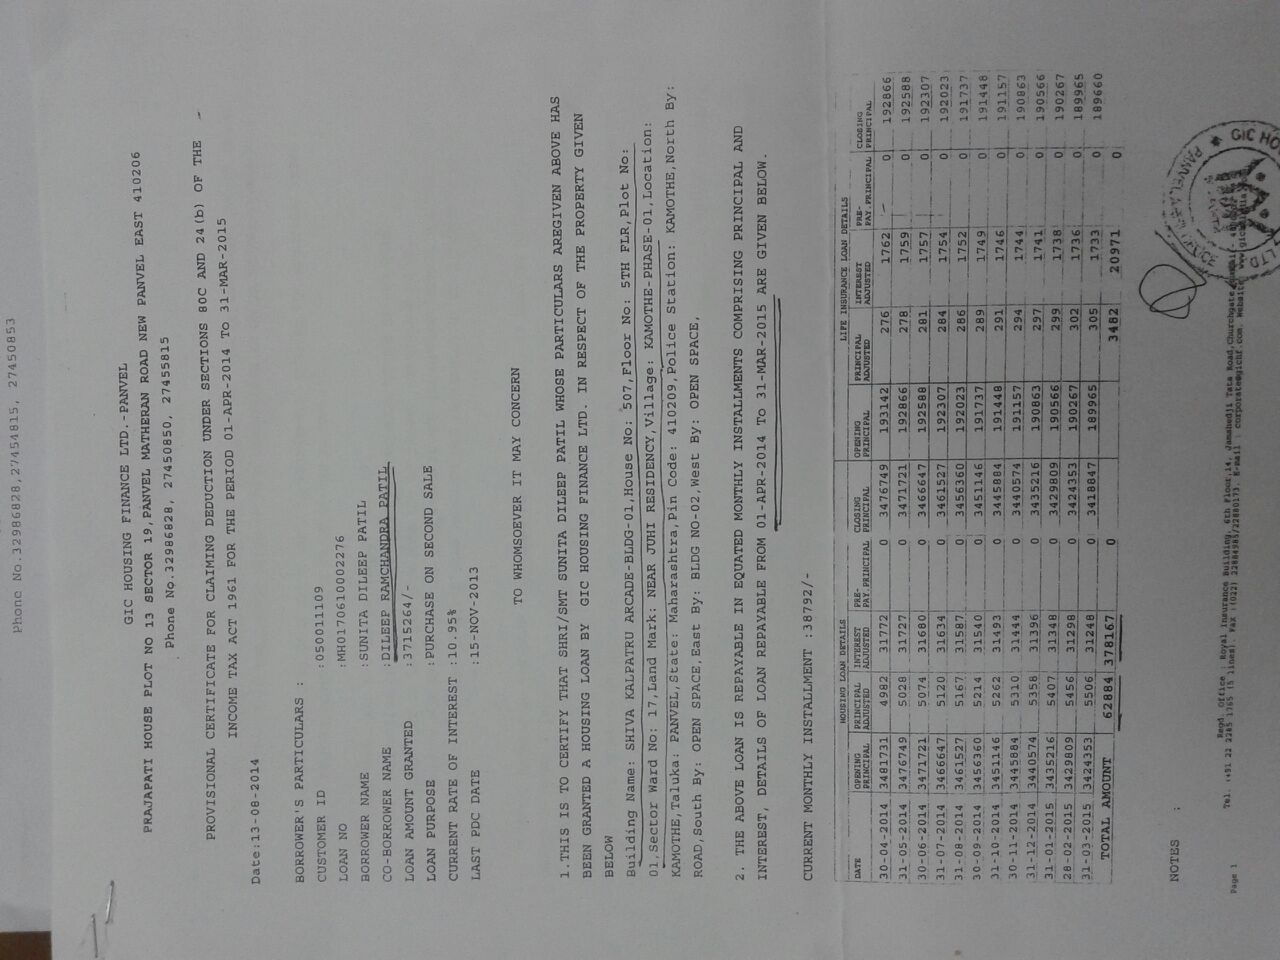 Phone No.32986828,27454815, 27450853
GIC HOUSING FINANCE LTD.-PANVEL
PRAJAPATI HOUSE PLOT NO 13 SECTOR 19,PANVEL MATHERAN ROAD NEW PANVEL EAST 410206
Phone No.32986828, 27450850, 27455815
PROVISIONAL CERTIFICATE FOR CLAIMING DEDUCTION UNDER SECTIONS 80C AND 24(b) OF THE
INCOME TAX ACT 1961 FOR THE PERIOD 01-APR-2014 To 31-MAR-2015
Date:13-08-2014
BORROWER'S PARTICULARS :
CUSTOMER ID :050011109
LOAN NO :MH0170610002276
BORROWER NAME :SUNITA DILEEP PATIL
CO-BORROWER NAME :DILEEP RAMCHANDRA PATIL
LOAN AMOUNT GRANTED :3715264/-
LOAN PURPOSE :PURCHASE ON SECOND SALE
CURRENT RATE OF INTEREST :10.95%
LAST PDC DATE :15-NOV-2013
TO WHOMSOEVER IT MAY CONCERN
1.THIS IS TO CERTIFY THAT SHRI/SMT SUNITA DILEEP PATIL WHOSE PARTICULARS AREGIVEN ABOVE HAS
BEEN GRANTED A HOUSING LOAN BY GIC HOUSING FINANCE LTD. IN RESPECT OF THE PROPERTY GIVEN
BELOW
Building Name: SHIVA KALPATRU ARCADE-BLDG-01,House No: 507,Floor No: 5TH FLR,Plot No:
01,Sector Ward No: 17,Land Mark: NEAR JUHI RESIDENCY,Village: KAMOTHE-PHASE-01,Location:
KAMOTHE,Taluka: PANVEL,State: Maharashtra,Pin Code: 410209,Police Station: KAMOTHE,North By:
ROAD,South By: OPEN SPACE,East By: BLDG NO-02,West By: OPEN SPACE,
2. THE ABOVE LOAN IS REPAYABLE IN EQUATED MONTHLY INSTALLMENTS COMPRISING PRINCIPAL AND
INTEREST, DETAILS OF LOAN REPAYABLE FROM 01-APR-2014 To 31-MAR-2015 ARE GIVEN BELOW.
CURRENT MONTHLY INSTALLMENT :38792/-
HOUSING LOAN DETAILS LIFE INSURANCE LOAN DETAILS
DATE OPENING PRINCIPAL PRINCIPAL ADJUSTED INTEREST ADJUSTED PRE-PAY.PRINCIPAL CLOSING PRINCIPAL OPENING PRINCIPAL PRINCIPAL ADJUSTED INTEREST ADJUSTED PRE-PAY.PRINCIPAL CLOSING PRINCIPAL
30-04-2014 3481731 4982 31772 0 3476749 193142 276 1762 0 192866
31-05-2014 3476749 5028 31727 0 3471721 192866 278 1759 0 192588
30-06-2014 3471721 5074 31680 0 3466647 192588 281 1757 0 192307
31-07-2014 3466647 5120 31634 0 3461527 192307 284 1754 0 192023
31-08-2014 3461527 5167 31587 0 3456360 192023 286 1752 0 191737
30-09-2014 3456360 5214 31540 0 3451146 191737 289 1749 0 191448
31-10-2014 3451146 5262 31493 0 3445884 191448 291 1746 0 191157
30-11-2014 3445884 5310 31444 0 3440574 191157 294 1744 0 190863
31-12-2014 3440574 5358 31396 0 3435216 190863 297 1741 0 190566
31-01-2015 3435216 5407 31348 0 3429809 190566 299 1738 0 190267
28-02-2015 3429809 5456 31298 0 3424353 190267 302 1736 0 189965
31-03-2015 3424353 5506 31248 0 3418847 189965 305 1733 0 189660
TOTAL AMOUNT 62884 378167 0 3482 20971 0
NOTES :
Page 1
Regd. Office : Royal Insurance Building, 6th Floor,14, Jamshedji Tata Road,Churchgate,
Tel. :+91 22 2285 1765 (5 lines). Fax :(022) 22884985/22880173. E-mail : corporate@gichf.com. Website:
PANVEL AREA OFFICE
GIC HO
LTD.